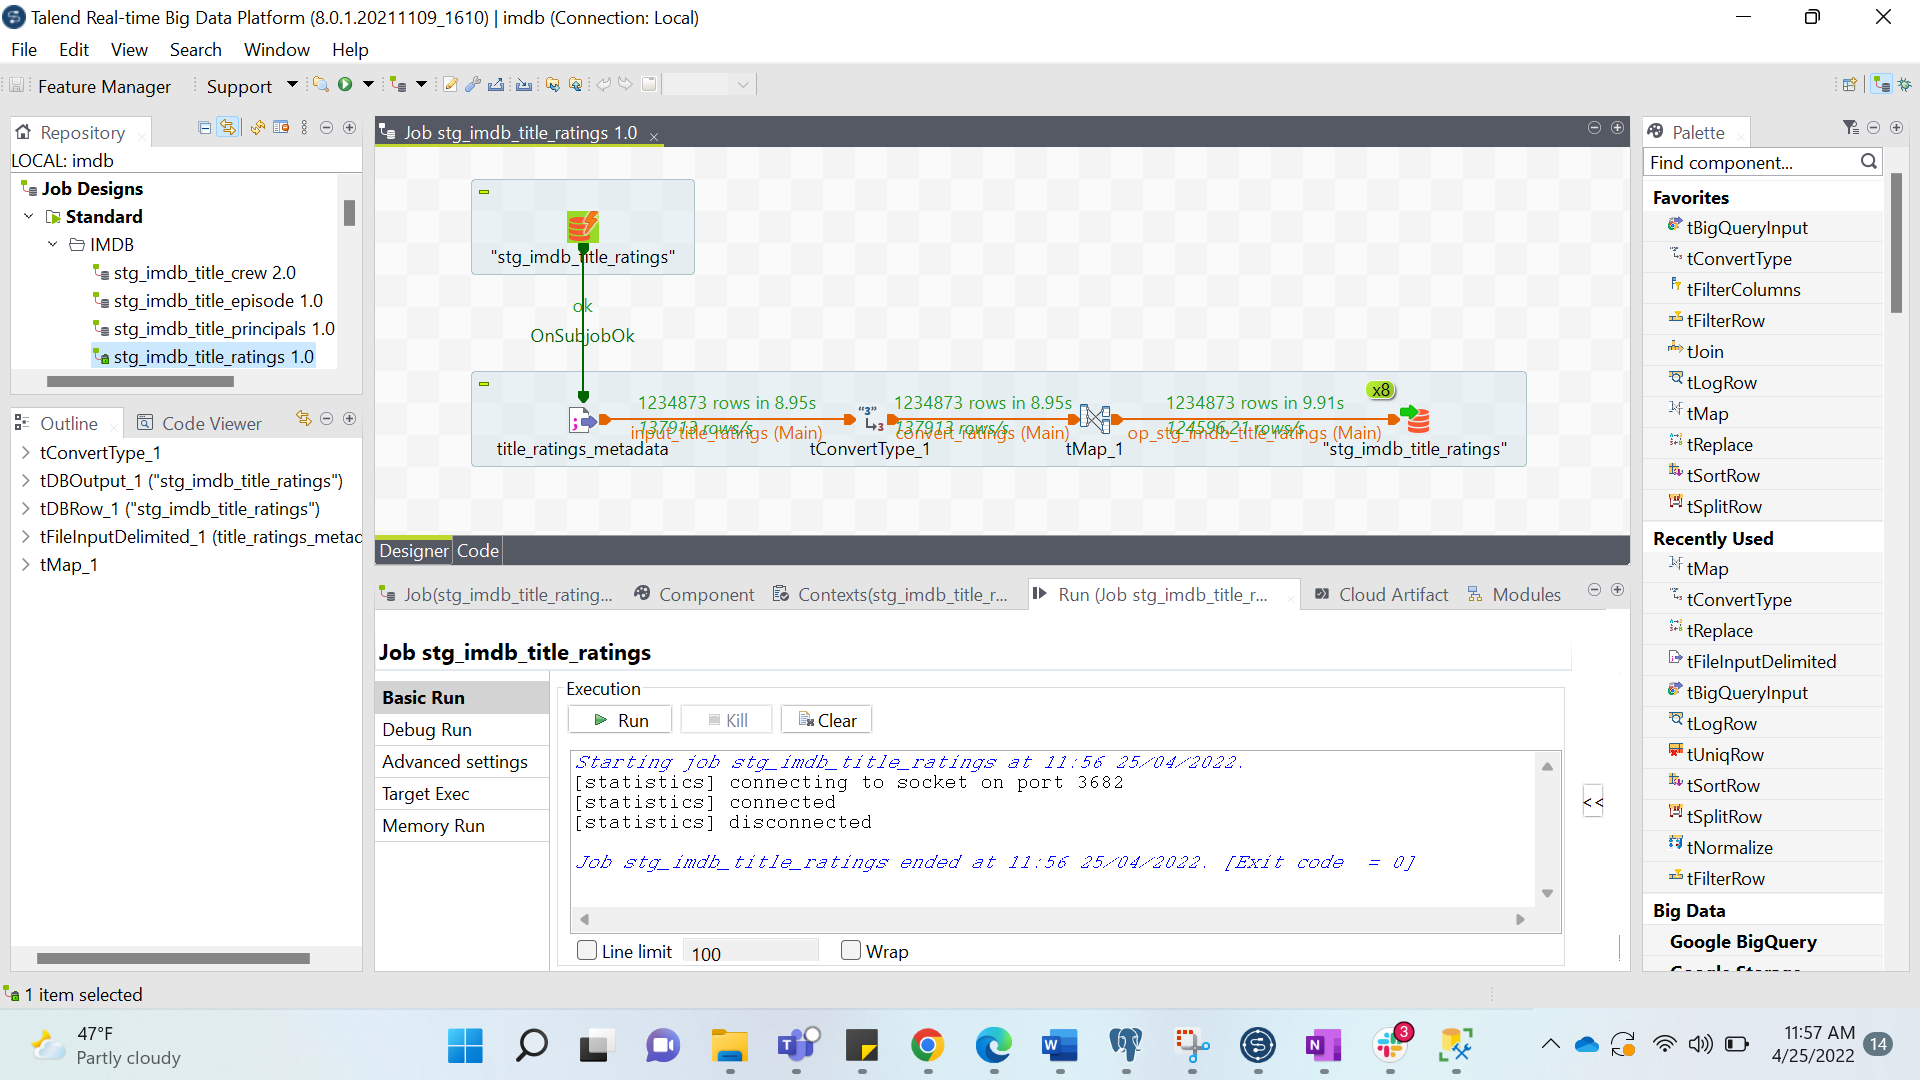 Talend Real-time Big Data Platform (8.0.1.20211109_1610) | imdb (Connection: Local)
File Edit View Search Window Help
Feature Manager Support
Repository
LOCAL: imdb
Job Designs
Standard
IMDB
stg_imdb_title_crew 2.0
stg_imdb_title_episode 1.0
stg_imdb_title_principals 1.0
stg_imdb_title_ratings 1.0
Outline Code Viewer
tConvertType_1
tDBOutput_1 ("stg_imdb_title_ratings")
tDBRow_1 ("stg_imdb_title_ratings")
tFileInputDelimited_1 (title_ratings_metad
tMap_1
Job stg_imdb_title_ratings 1.0
"stg_imdb_title_ratings"
ok
OnSubjobOk
x8
1234873 rows in 8.95s 1234873 rows in 8.95s 1234873 rows in 9.91s
137913 rows/s 137913 rows/s 124596.21 rows/s
input_title_ratings (Main) convert_ratings (Main) op_stg_imdb_title_ratings (Main)
title_ratings_metadata tConvertType_1 tMap_1 "stg_imdb_title_ratings"
Designer Code
Job(stg_imdb_title_rating... Component Contexts(stg_imdb_title_r... Run (Job stg_imdb_title_r... Cloud Artifact Modules
Job stg_imdb_title_ratings
Basic Run
Debug Run
Advanced settings
Target Exec
Memory Run
Execution
Run Kill Clear
Starting job stg_imdb_title_ratings at 11:56 25/04/2022.
[statistics] connecting to socket on port 3682
[statistics] connected
[statistics] disconnected
Job stg_imdb_title_ratings ended at 11:56 25/04/2022. [Exit code  = 0]
<<
Line limit 100 Wrap
Palette
Find component...
Favorites
tBigQueryInput
tConvertType
tFilterColumns
tFilterRow
tJoin
tLogRow
tMap
tReplace
tSortRow
tSplitRow
Recently Used
tMap
tConvertType
tReplace
tFileInputDelimited
tBigQueryInput
tLogRow
tUniqRow
tSortRow
tSplitRow
tNormalize
tFilterRow
Big Data
Google BigQuery
1 item selected
47°F
Partly cloudy
3
11:57 AM
4/25/2022
14